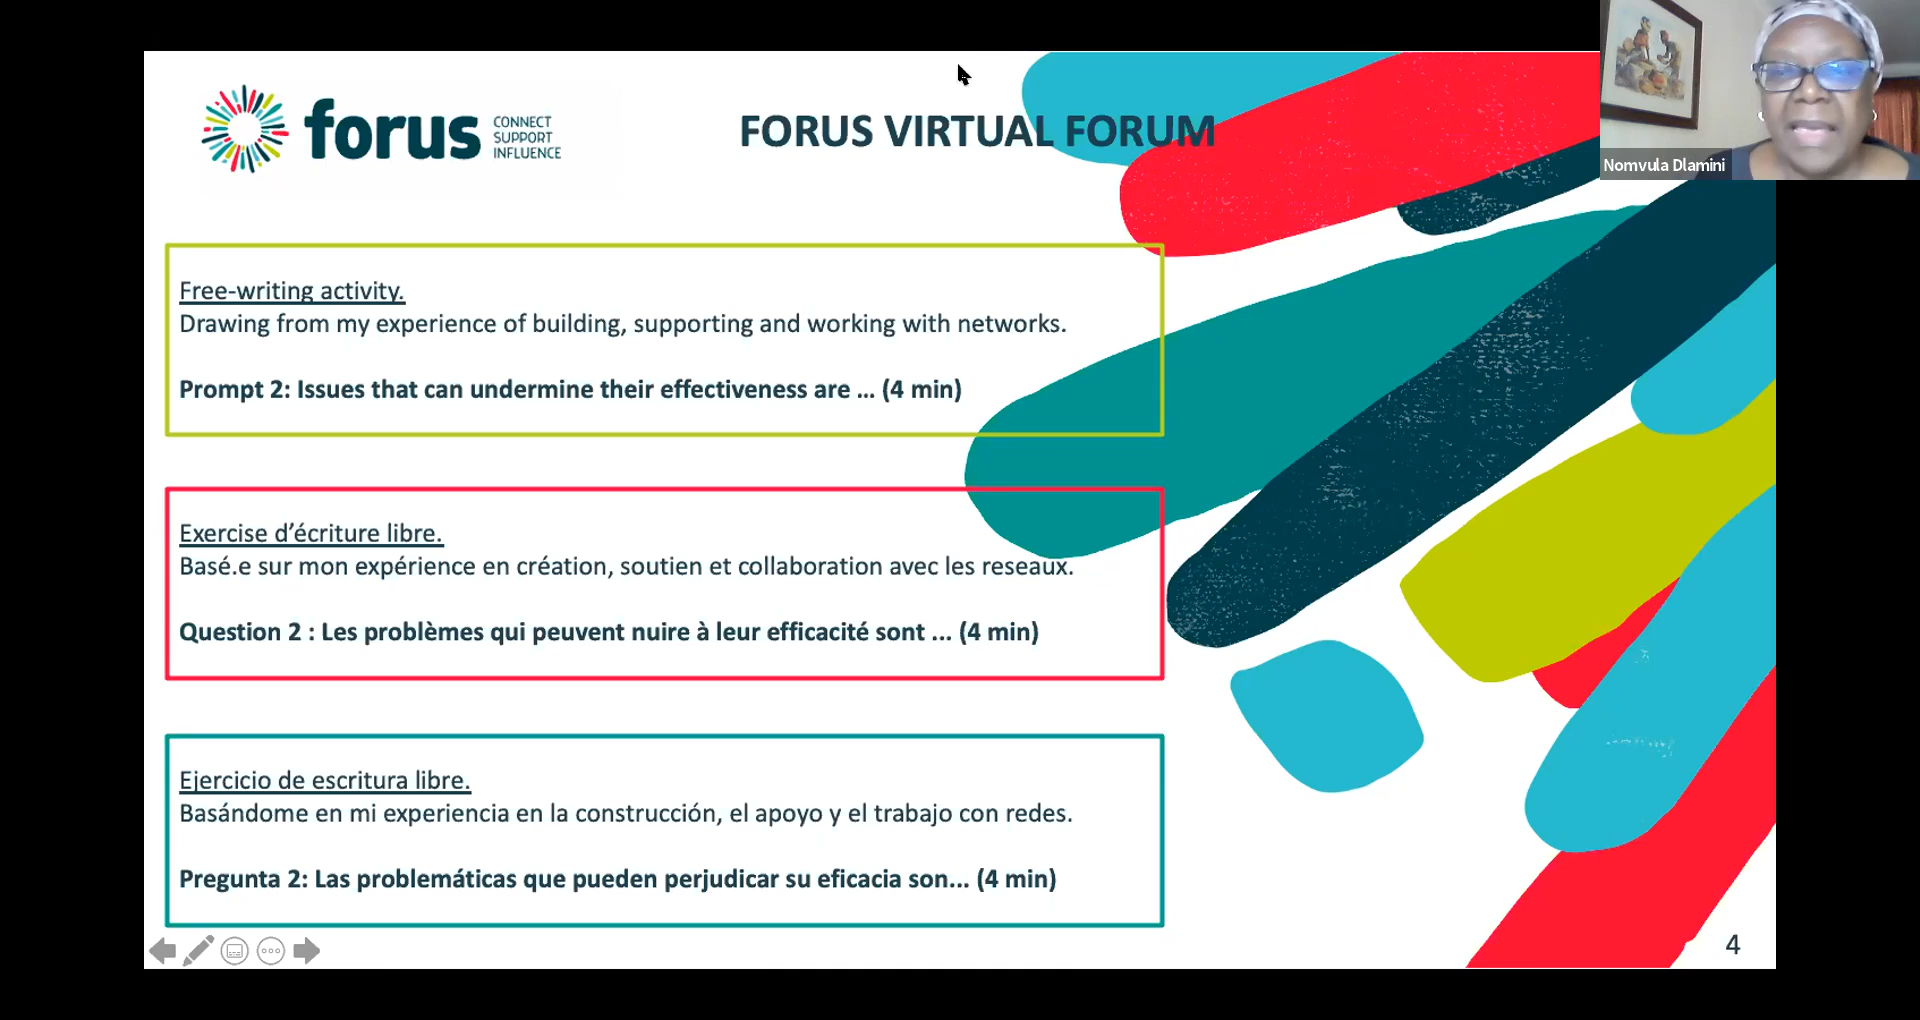 forus
CONNECT
SUPPORT
INFLUENCE
FORUS VIRTUAL FORUM
Nomvula Dlamini
Free-writing activity.
Drawing from my experience of building, supporting and working with networks.
Prompt 2: Issues that can undermine their effectiveness are ... (4 min)
Exercise d’écriture libre.
Basé.e sur mon expérience en création, soutien et collaboration avec les reseaux.
Question 2 : Les problèmes qui peuvent nuire à leur efficacité sont ... (4 min)
Ejercicio de escritura libre.
Basándome en mi experiencia en la construcción, el apoyo y el trabajo con redes.
Pregunta 2: Las problemáticas que pueden perjudicar su eficacia son... (4 min)
4